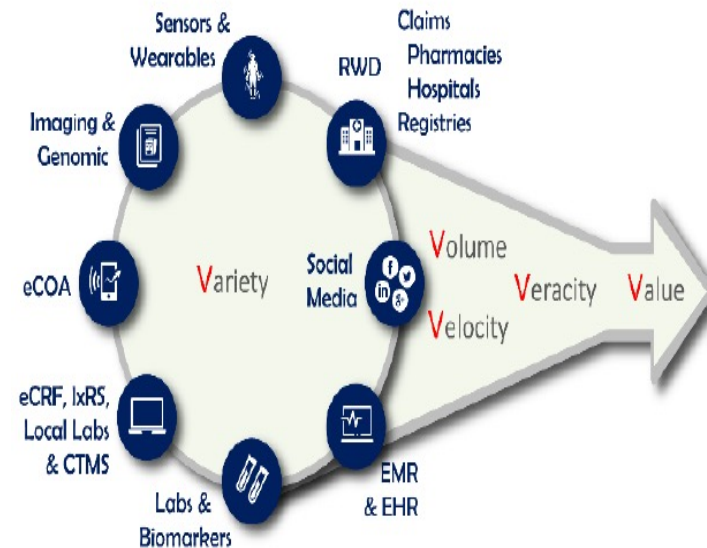 Sensors &
Wearables
RWD
Claims
Pharmacies
Hospitals
Registries
Imaging &
Genomic
eCOA
Variety
Social
Media
f
in
g+
Volume
Velocity
Veracity
Value
eCRF, IxRS,
Local Labs
& CTMS
Labs &
Biomarkers
EMR
& EHR